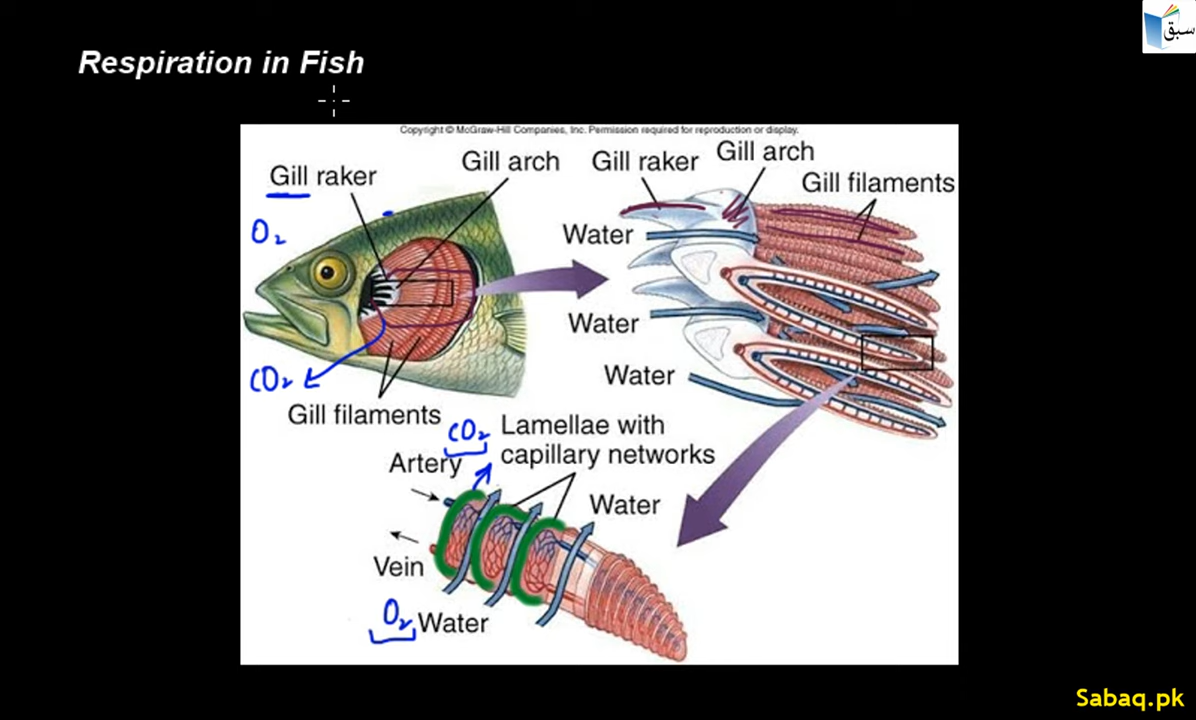 سبق
Respiration in Fish
Copyright © McGraw-Hill Companies, Inc. Permission required for reproduction or display.
Gill raker
Gill arch
Gill raker
Gill arch
Gill filaments
O₂
Water
Water
Water
CO₂
Gill filaments
CO₂
Lamellae with
capillary networks
Artery
Water
Vein
O₂
Water
Sabaq.pk